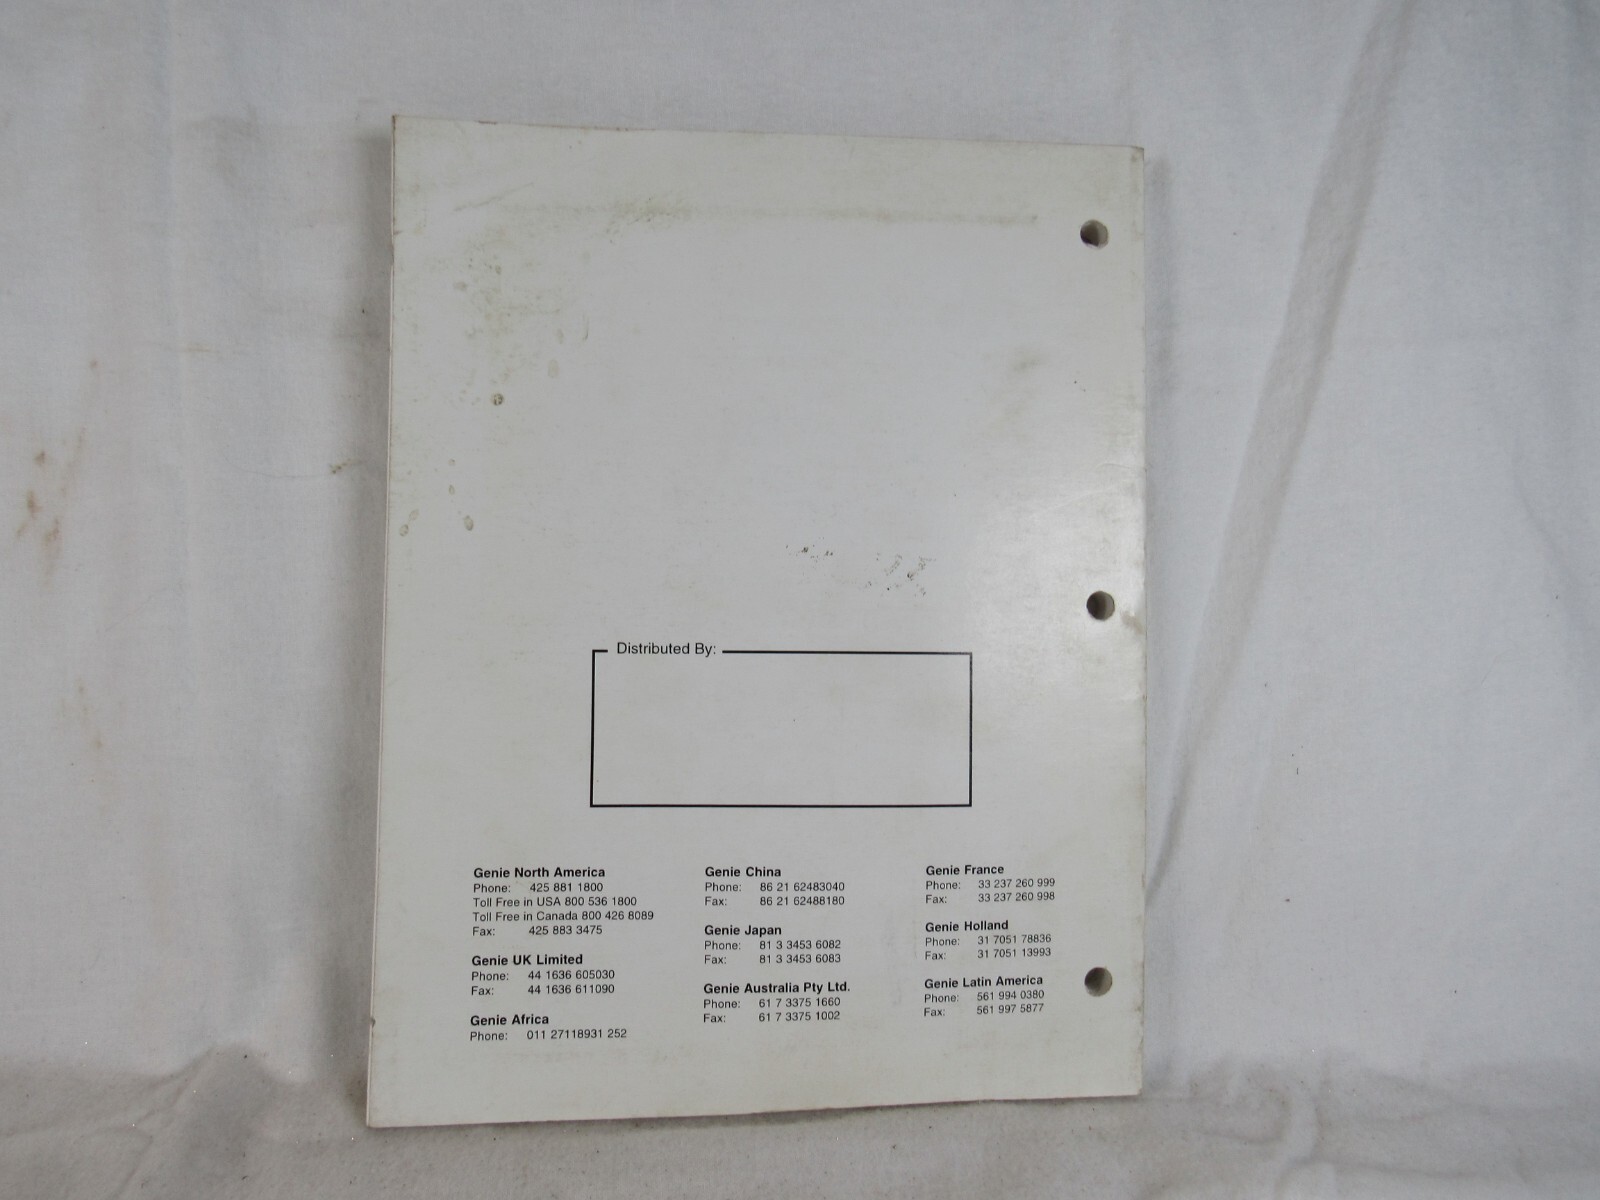 Distributed By:
Genie North America
Phone: 425 881 1800
Toll Free in USA 800 536 1800
Toll Free in Canada 800 426 8089
Fax: 425 883 3475
Genie UK Limited
Phone: 44 1636 605030
Fax: 44 1636 611090
Genie Africa
Phone: 011 27118931 252
Genie China
Phone: 86 21 62483040
Fax: 86 21 62488180
Genie Japan
Phone: 81 3 3453 6082
Fax: 81 3 3453 6083
Genie Australia Pty Ltd.
Phone: 61 7 3375 1660
Fax: 61 7 3375 1002
Genie France
Phone: 33 237 260 999
Fax: 33 237 260 998
Genie Holland
Phone: 31 7051 78836
Fax: 31 7051 13993
Genie Latin America
Phone: 561 994 0380
Fax: 561 997 5877